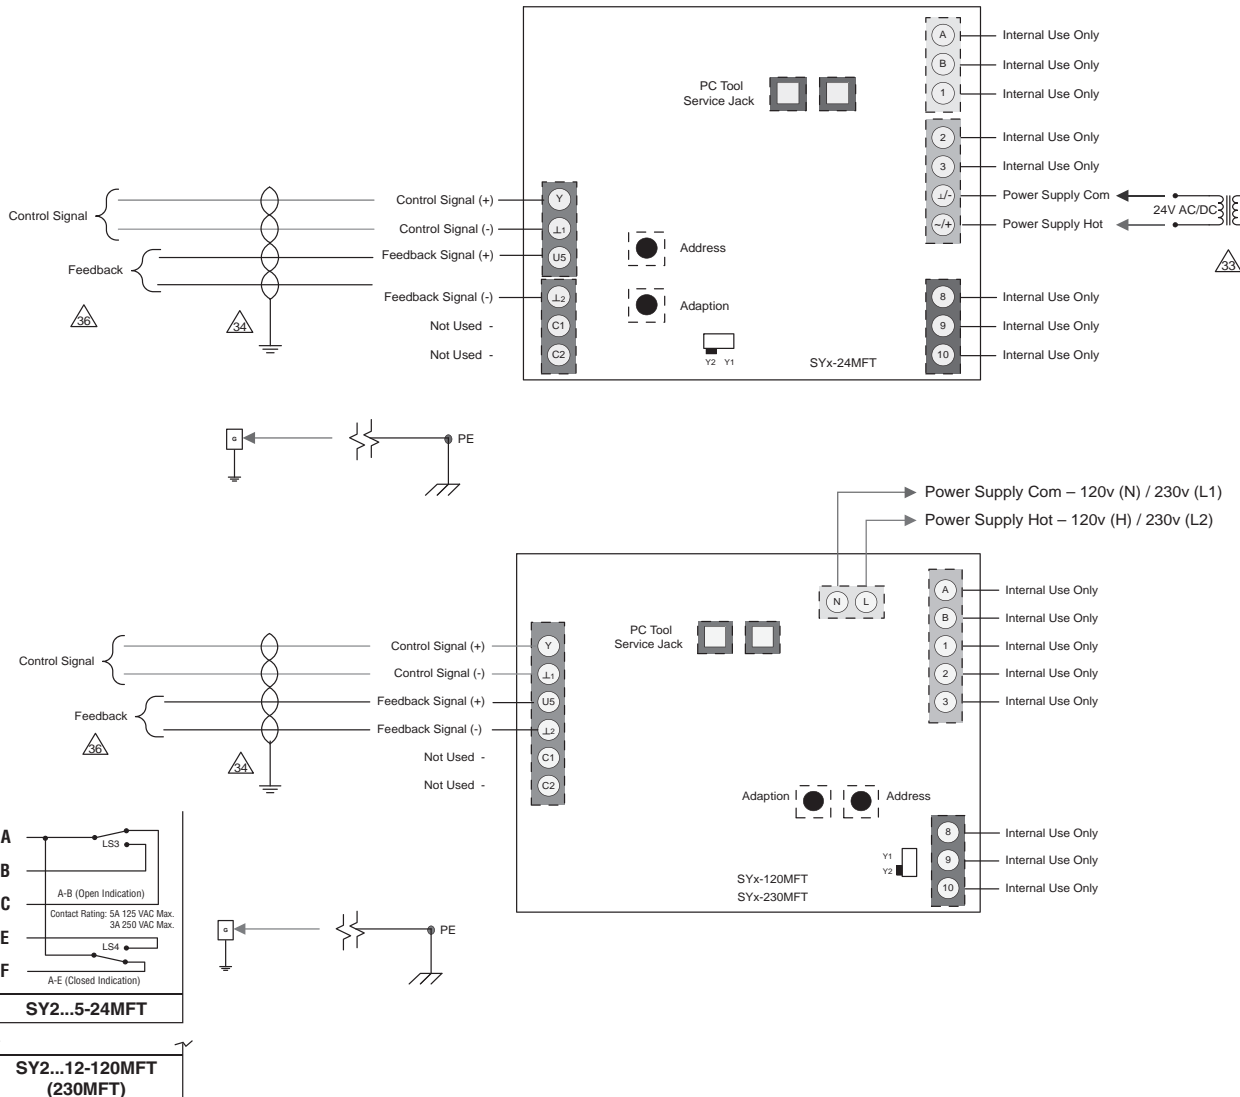 A
Internal Use Only
B
Internal Use Only
1
Internal Use Only
PC Tool
Service Jack
2
Internal Use Only
3
Internal Use Only
⊥/-
Power Supply Com
~/+
Power Supply Hot
24V AC/DC
33
Control Signal
Control Signal (+)
Y
Control Signal (-)
⊥1
Feedback
Feedback Signal (+)
U5
Feedback Signal (-)
⊥2
36
34
Not Used -
C1
Not Used -
C2
Address
Adaption
Y2 Y1
SYx-24MFT
8
Internal Use Only
9
Internal Use Only
10
Internal Use Only
G
PE
Power Supply Com – 120v (N) / 230v (L1)
Power Supply Hot – 120v (H) / 230v (L2)
N L
A
Internal Use Only
B
Internal Use Only
1
Internal Use Only
2
Internal Use Only
3
Internal Use Only
PC Tool
Service Jack
Control Signal
Control Signal (+)
Y
Control Signal (-)
⊥1
Feedback
Feedback Signal (+)
U5
Feedback Signal (-)
⊥2
36
34
Not Used -
C1
Not Used -
C2
Adaption
Address
Y1
Y2
SYx-120MFT
SYx-230MFT
8
Internal Use Only
9
Internal Use Only
10
Internal Use Only
G
PE
A
LS3
B
A-B (Open Indication)
C
Contact Rating: 5A 125 VAC Max.
3A 250 VAC Max.
E
LS4
F
A-E (Closed Indication)
SY2...5-24MFT
SY2...12-120MFT
(230MFT)